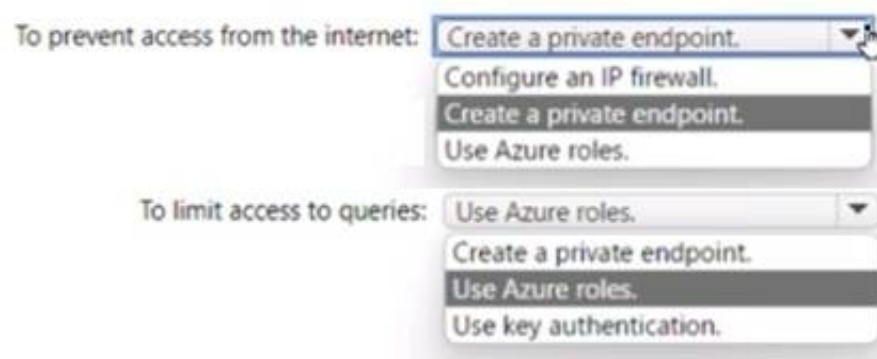 To prevent access from the internet: Create a private endpoint.
Configure an IP firewall.
Create a private endpoint.
Use Azure roles.
To limit access to queries: Use Azure roles.
Create a private endpoint.
Use Azure roles.
Use key authentication.